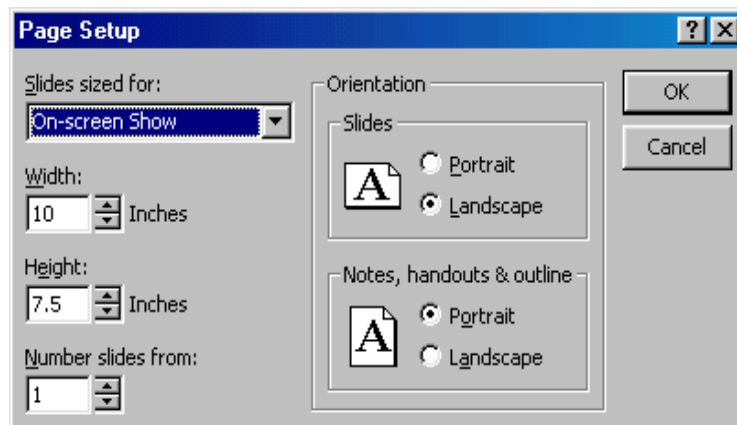 Page Setup
Slides sized for:
On-screen Show
Width:
10 Inches
Height:
7.5 Inches
Number slides from:
1
Orientation
Slides
A
Portrait
Landscape
Notes, handouts & outline
A
Portrait
Landscape
OK
Cancel